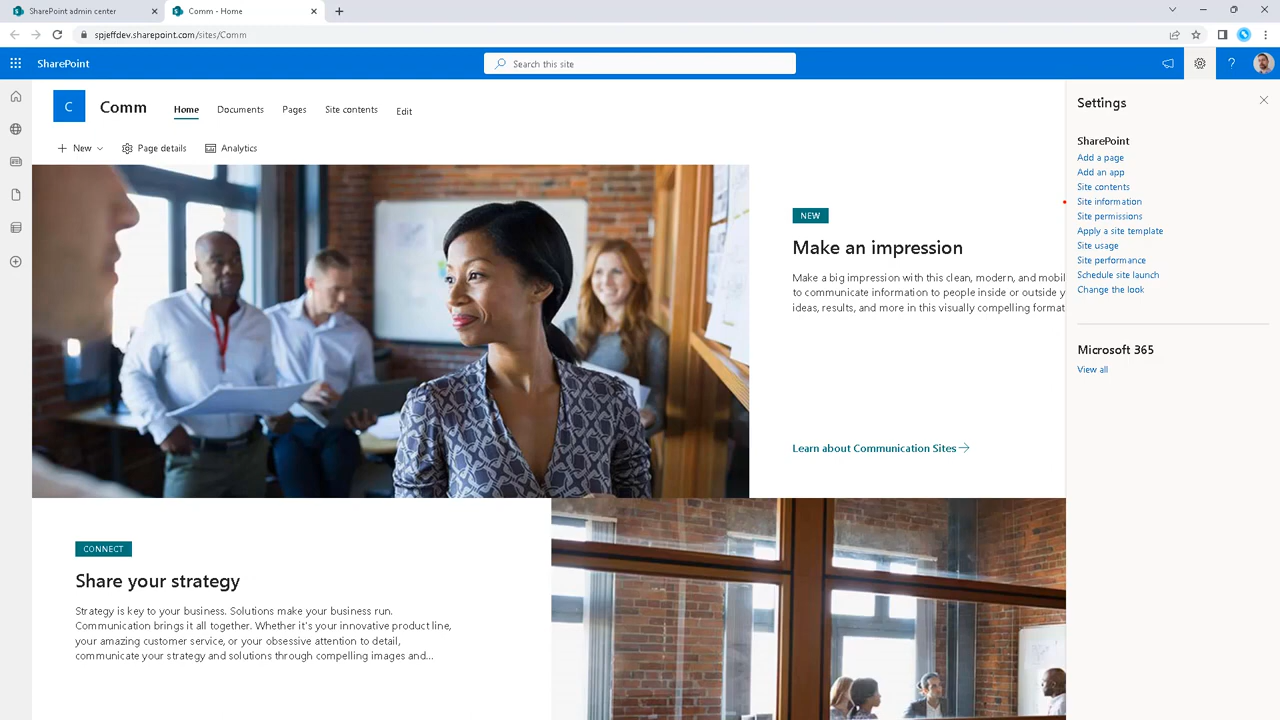 SharePoint admin center
Comm - Home
spjeffdev.sharepoint.com/sites/Comm
SharePoint
Search this site
C
Comm
Home
Documents
Pages
Site contents
Edit
New
Page details
Analytics
NEW
Make an impression
Make a big impression with this clean, modern, and mobil
to communicate information to people inside or outside y
ideas, results, and more in this visually compelling format
Learn about Communication Sites
CONNECT
Share your strategy
Strategy is key to your business. Solutions make your business run.
Communication brings it all together. Whether it's your innovative product line,
your amazing customer service, or your obsessive attention to detail,
communicate your strategy and solutions through compelling images and...
Settings
SharePoint
Add a page
Add an app
Site contents
Site information
Site permissions
Apply a site template
Site usage
Site performance
Schedule site launch
Change the look
Microsoft 365
View all